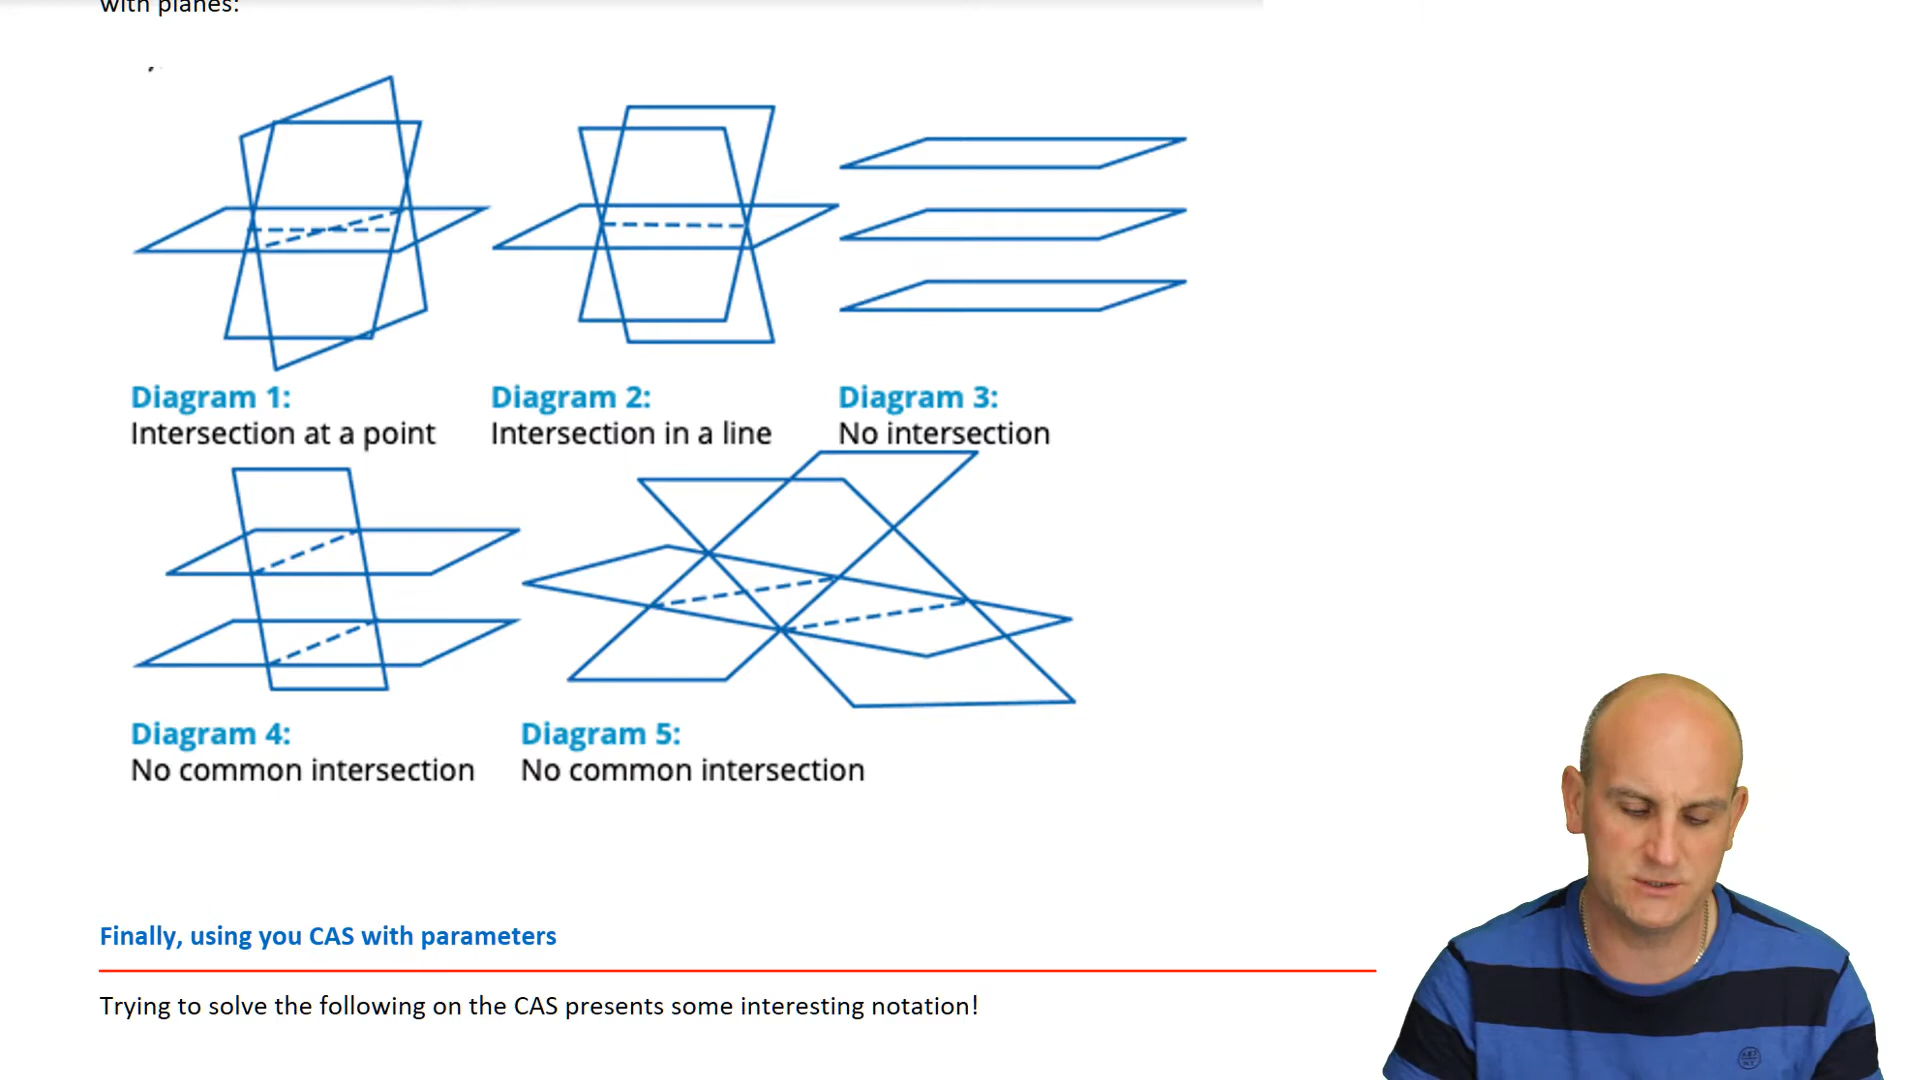 with planes:
Diagram 1:
Intersection at a point
Diagram 2:
Intersection in a line
Diagram 3:
No intersection
Diagram 4:
No common intersection
Diagram 5:
No common intersection
Finally, using you CAS with parameters
Trying to solve the following on the CAS presents some interesting notation!